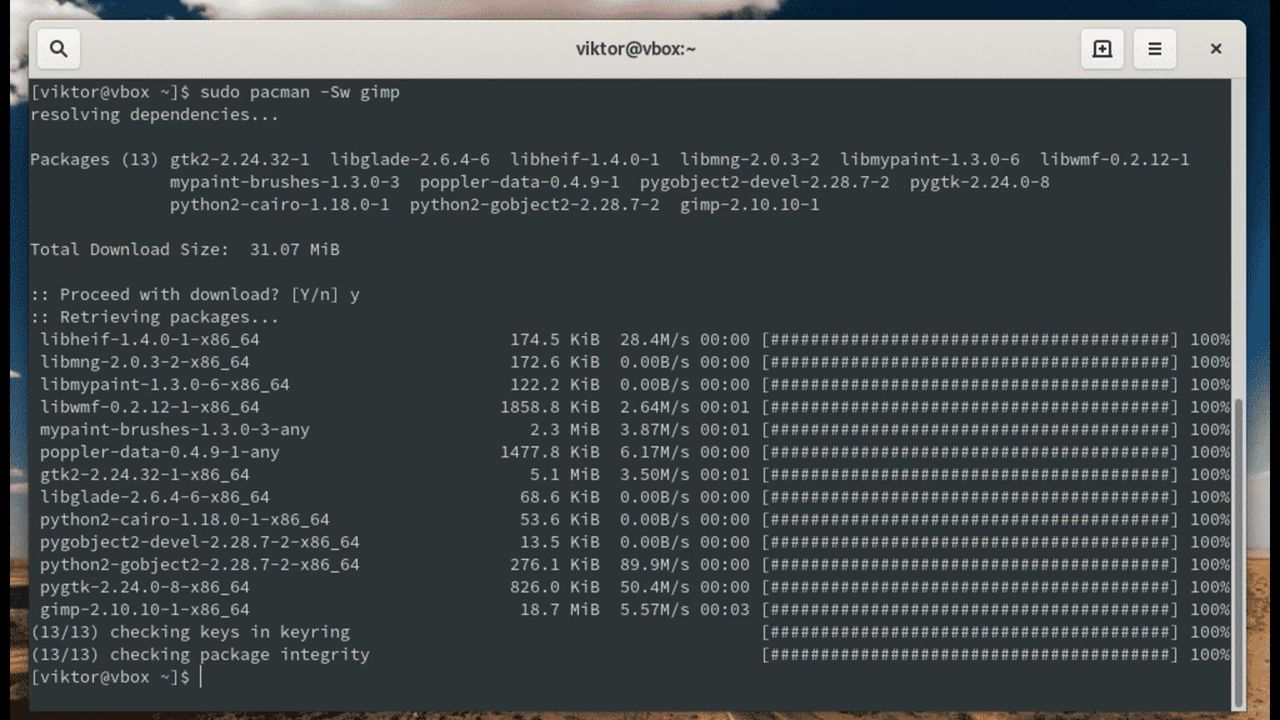 viktor@vbox:~
[viktor@vbox ~]$ sudo pacman -Sw gimp
resolving dependencies...
Packages (13) gtk2-2.24.32-1  libglade-2.6.4-6  libheif-1.4.0-1  libmng-2.0.3-2  libmypaint-1.3.0-6  libwmf-0.2.12-1
              mypaint-brushes-1.3.0-3  poppler-data-0.4.9-1  pygobject2-devel-2.28.7-2  pygtk-2.24.0-8
              python2-cairo-1.18.0-1  python2-gobject2-2.28.7-2  gimp-2.10.10-1
Total Download Size:  31.07 MiB
:: Proceed with download? [Y/n] y
:: Retrieving packages...
 libheif-1.4.0-1-x86_64                         174.5 KiB  28.4M/s 00:00 [########################################] 100%
 libmng-2.0.3-2-x86_64                          172.6 KiB  0.00B/s 00:00 [########################################] 100%
 libmypaint-1.3.0-6-x86_64                      122.2 KiB  0.00B/s 00:00 [########################################] 100%
 libwmf-0.2.12-1-x86_64                        1858.8 KiB  2.64M/s 00:01 [########################################] 100%
 mypaint-brushes-1.3.0-3-any                      2.3 MiB  3.87M/s 00:01 [########################################] 100%
 poppler-data-0.4.9-1-any                      1477.8 KiB  6.17M/s 00:00 [########################################] 100%
 gtk2-2.24.32-1-x86_64                            5.1 MiB  3.50M/s 00:01 [########################################] 100%
 libglade-2.6.4-6-x86_64                         68.6 KiB  0.00B/s 00:00 [########################################] 100%
 python2-cairo-1.18.0-1-x86_64                   53.6 KiB  0.00B/s 00:00 [########################################] 100%
 pygobject2-devel-2.28.7-2-x86_64                13.5 KiB  0.00B/s 00:00 [########################################] 100%
 python2-gobject2-2.28.7-2-x86_64               276.1 KiB  89.9M/s 00:00 [########################################] 100%
 pygtk-2.24.0-8-x86_64                          826.0 KiB  50.4M/s 00:00 [########################################] 100%
 gimp-2.10.10-1-x86_64                           18.7 MiB  5.57M/s 00:03 [########################################] 100%
(13/13) checking keys in keyring                                         [########################################] 100%
(13/13) checking package integrity                                       [########################################] 100%
[viktor@vbox ~]$